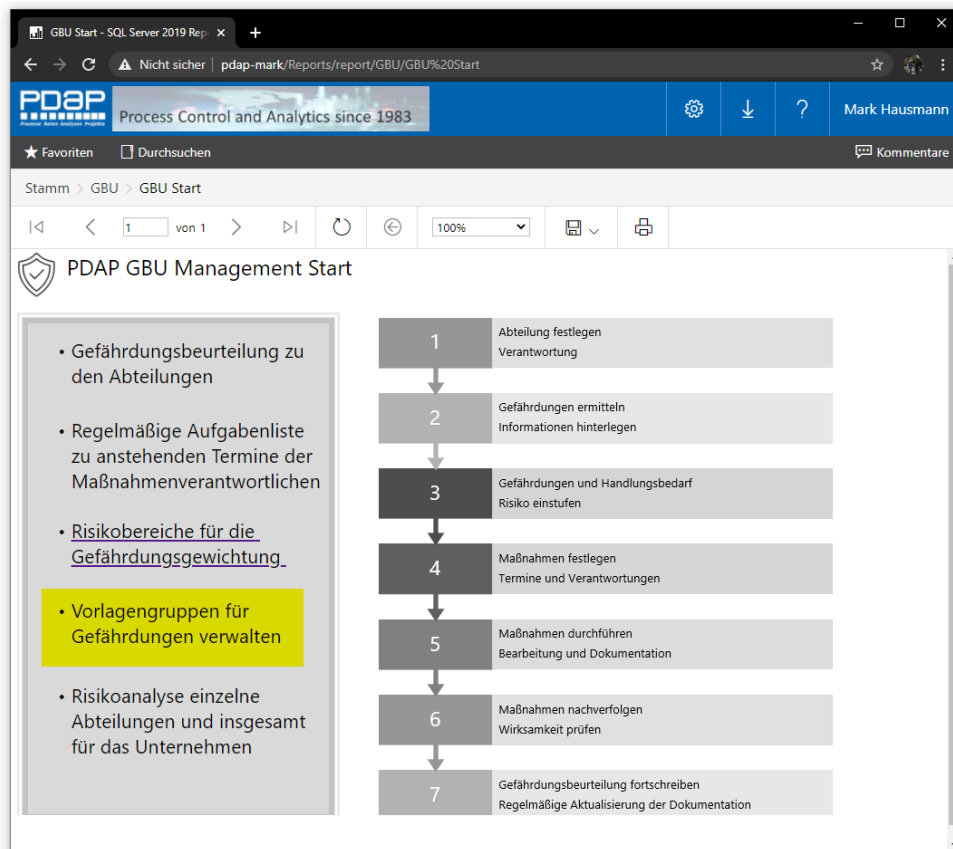 GBU Start - SQL Server 2019 Rep
Nicht sicher | pdap-mark/Reports/report/GBU/GBU%20Start
PDAP
Prozesse Daten Analysen Projekte
Process Control and Analytics since 1983
?
Mark Hausmann
Favoriten
Durchsuchen
Kommentare
Stamm > GBU > GBU Start
1 von 1
100%
PDAP GBU Management Start
• Gefährdungsbeurteilung zu
den Abteilungen
• Regelmäßige Aufgabenliste
zu anstehenden Termine der
Maßnahmenverantwortlichen
• Risikobereiche für die
Gefährdungsgewichtung
• Vorlagengruppen für
Gefährdungen verwalten
• Risikoanalyse einzelne
Abteilungen und insgesamt
für das Unternehmen
1
Abteilung festlegen
Verantwortung
2
Gefährdungen ermitteln
Informationen hinterlegen
3
Gefährdungen und Handlungsbedarf
Risiko einstufen
4
Maßnahmen festlegen
Termine und Verantwortungen
5
Maßnahmen durchführen
Bearbeitung und Dokumentation
6
Maßnahmen nachverfolgen
Wirksamkeit prüfen
7
Gefährdungsbeurteilung fortschreiben
Regelmäßige Aktualisierung der Dokumentation